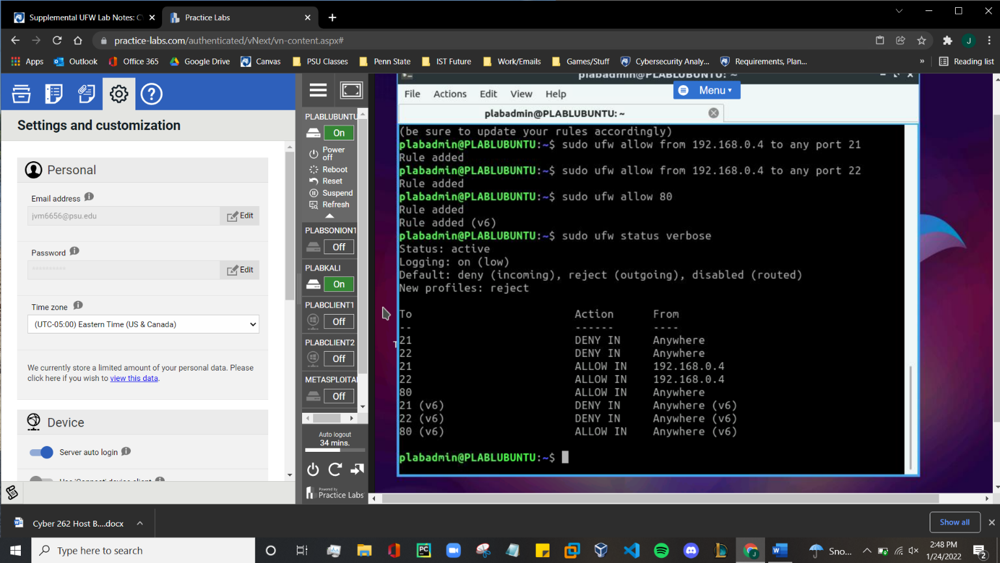 Supplemental UFW Lab Notes: C
Practice Labs
practice-labs.com/authenticated/vNext/vn-content.aspx#
J
Apps
Outlook
Office 365
Google Drive
Canvas
PSU Classes
Penn State
IST Future
Work/Emails
Games/Stuff
Cybersecurity Analy...
Requirements, Plan...
»
Reading list
Settings and customization
Personal
Email address
jvm6656@psu.edu
Edit
Password
**********
Edit
Time zone
(UTC-05:00) Eastern Time (US & Canada)
We currently store a limited amount of your personal data. Please
click here if you wish to view this data.
Device
Server auto login
Use 'Connect' device client
PLABLUBUNTU
On
Power
off
Reboot
Reset
Suspend
Refresh
PLABSONION1
Off
PLABKALI
On
PLABCLIENT1
Off
PLABCLIENT2
Off
METASPLOITA
Off
Auto logout
34 mins.
Powered by
Practice Labs
plabadmin@PLABLUBUNTU: ~
File Actions Edit View Help
Menu
plabadmin@PLABLUBUNTU: ~
(be sure to update your rules accordingly)
plabadmin@PLABLUBUNTU:~$ sudo ufw allow from 192.168.0.4 to any port 21
Rule added
plabadmin@PLABLUBUNTU:~$ sudo ufw allow from 192.168.0.4 to any port 22
Rule added
plabadmin@PLABLUBUNTU:~$ sudo ufw allow 80
Rule added
Rule added (v6)
plabadmin@PLABLUBUNTU:~$ sudo ufw status verbose
Status: active
Logging: on (low)
Default: deny (incoming), reject (outgoing), disabled (routed)
New profiles: reject
To Action From
-- ------ ----
21 DENY IN Anywhere
22 DENY IN Anywhere
21 ALLOW IN 192.168.0.4
22 ALLOW IN 192.168.0.4
80 ALLOW IN Anywhere
21 (v6) DENY IN Anywhere (v6)
22 (v6) DENY IN Anywhere (v6)
80 (v6) ALLOW IN Anywhere (v6)
plabadmin@PLABLUBUNTU:~$
T
Cyber 262 Host B....docx
Show all
Type here to search
Sno...
2:48 PM
1/24/2022
2